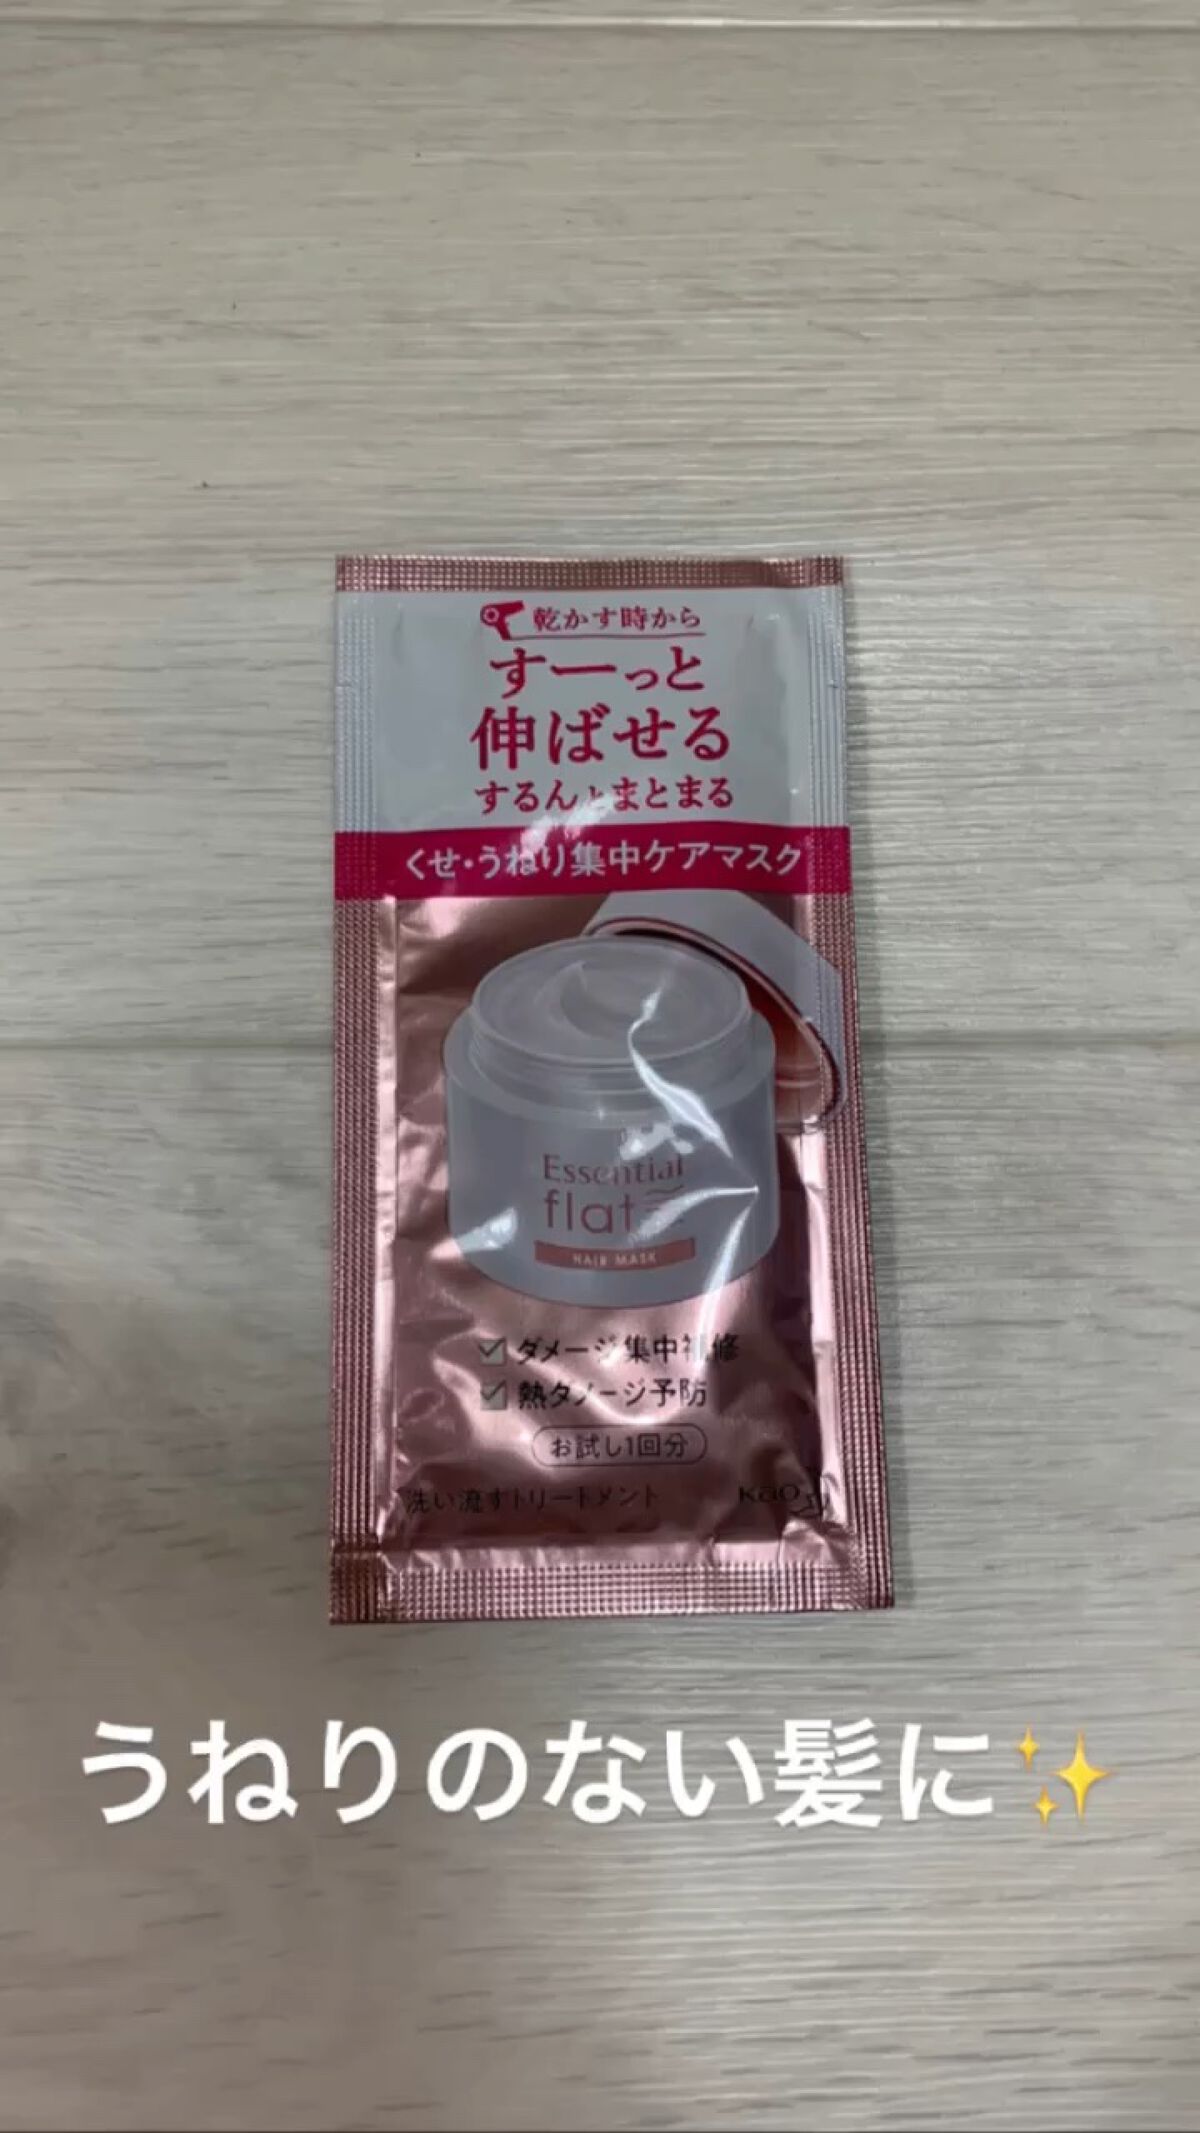 乾かす時から
すーっと
伸ばせる
するんとまとまる
くせ・うねり集中ケアマスク
Essential
flat
HAIR MASK
ダメージ集中補修
熱ダメージ予防
お試し1回分
洗い流すトリートメント
Kao
うねりのない髪に✨